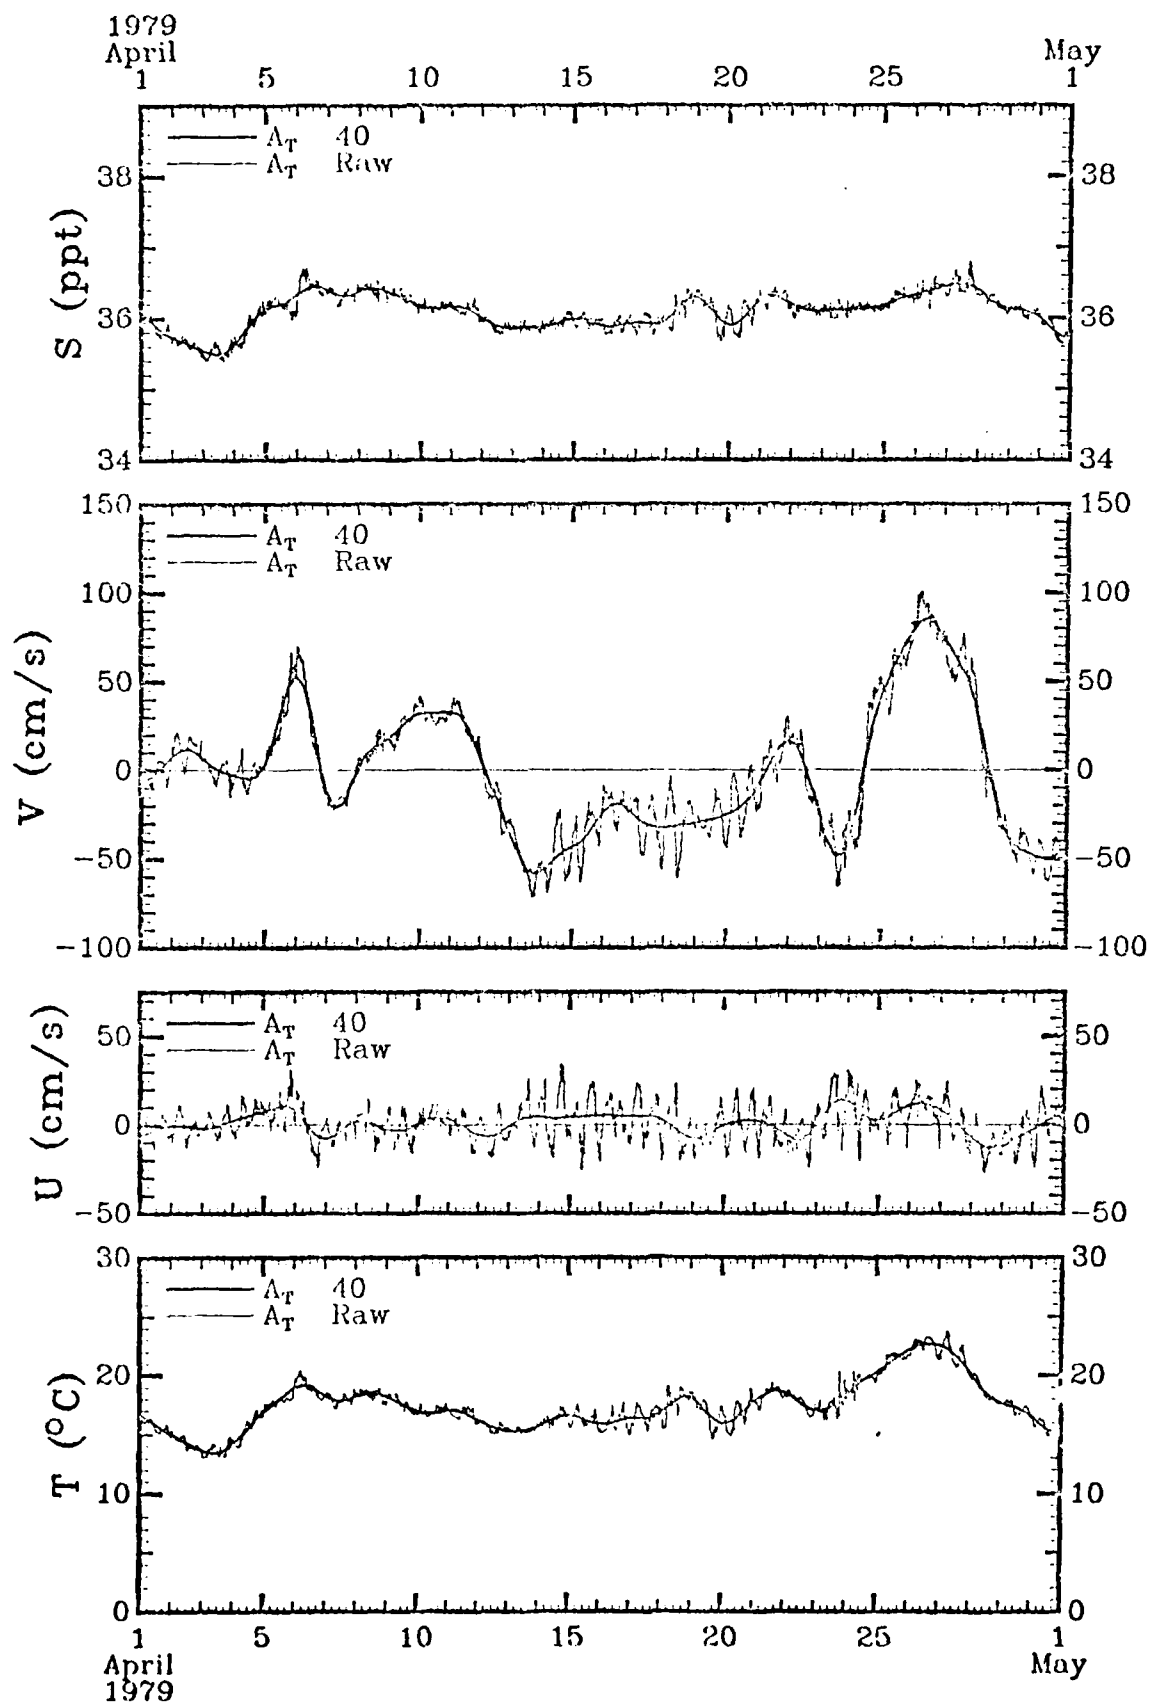 1979
April May
1 5 10 15 20 25 1
A_T 40
A_T Raw
38 38
S (ppt)
36 36
34 34
150 150
A_T 40
A_T Raw
100 100
V (cm/s)
50 50
0 0
-50 -50
-100 -100
A_T 40
50 50
A_T Raw
U (cm/s)
0 0
-50 -50
30 30
A_T 40
A_T Raw
20 20
T (°C)
10 10
0 0
1 5 10 15 20 25 1
April May
1979